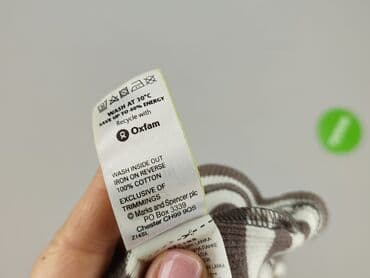 WASH AT 30°C
SAVE UP TO 40% ENERGY
Recycle with
Oxfam
WASH INSIDE OUT
IRON ON REVERSE
100% COTTON
EXCLUSIVE OF
TRIMMINGS
© Marks and Spencer plc
PO Box 3339
Chester CH99 9QS